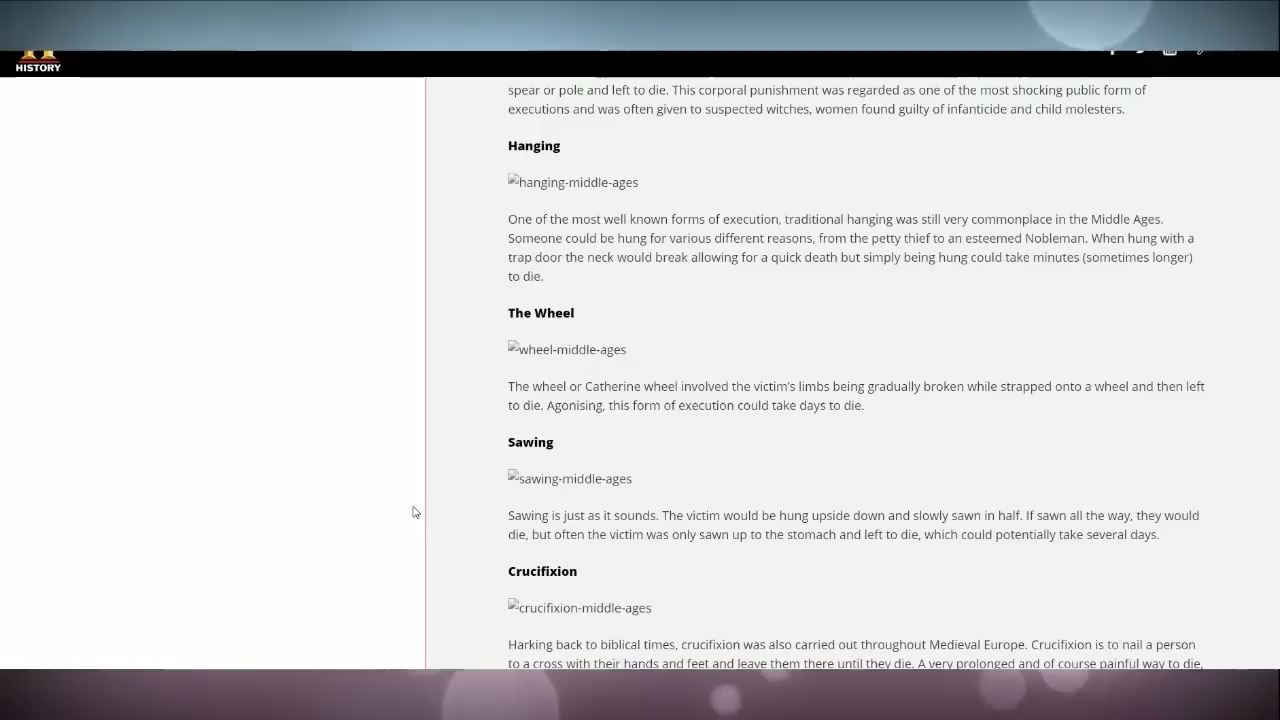 HISTORY
spear or pole and left to die. This corporal punishment was regarded as one of the most shocking public form of
executions and was often given to suspected witches, women found guilty of infanticide and child molesters.
Hanging
hanging-middle-ages
One of the most well known forms of execution, traditional hanging was still very commonplace in the Middle Ages.
Someone could be hung for various different reasons, from the petty thief to an esteemed Nobleman. When hung with a
trap door the neck would break allowing for a quick death but simply being hung could take minutes (sometimes longer)
to die.
The Wheel
wheel-middle-ages
The wheel or Catherine wheel involved the victim's limbs being gradually broken while strapped onto a wheel and then left
to die. Agonising, this form of execution could take days to die.
Sawing
sawing-middle-ages
Sawing is just as it sounds. The victim would be hung upside down and slowly sawn in half. If sawn all the way, they would
die, but often the victim was only sawn up to the stomach and left to die, which could potentially take several days.
Crucifixion
crucifixion-middle-ages
Harking back to biblical times, crucifixion was also carried out throughout Medieval Europe. Crucifixion is to nail a person
to a cross with their hands and feet and leave them there until they die. A very prolonged and of course painful way to die,